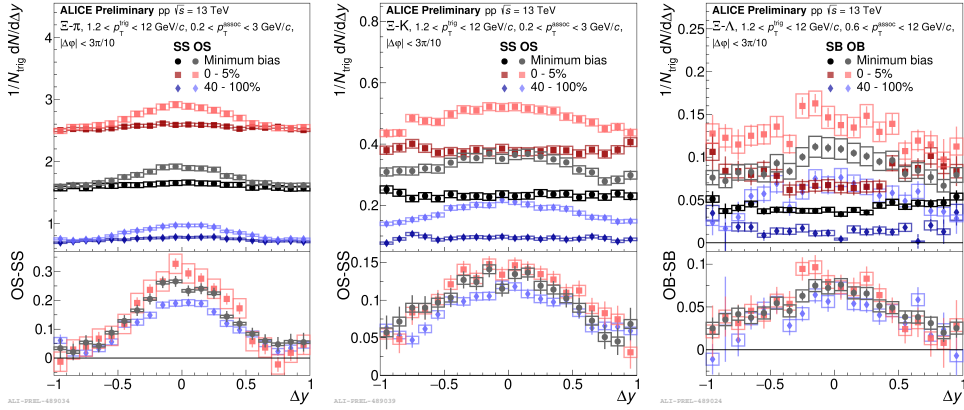 ALICE Preliminary pp √s = 13 TeV
Ξ-π, 1.2 < p_T^trig < 12 GeV/c, 0.2 < p_T^assoc < 3 GeV/c,
|Δφ| < 3π/10
SS OS
Minimum bias
0 - 5%
40 - 100%
1/N_trig dN/dΔy
4
3
2
1
OS-SS
0.3
0.2
0.1
0
−1
−0.5
0
0.5
1
Δy
ALI-PREL-489034
ALICE Preliminary pp √s = 13 TeV
Ξ-K, 1.2 < p_T^trig < 12 GeV/c, 0.2 < p_T^assoc < 3 GeV/c,
|Δφ| < 3π/10
SS OS
Minimum bias
0 - 5%
40 - 100%
1/N_trig dN/dΔy
0.8
0.6
0.4
0.2
OS-SS
0.15
0.1
0.05
0
−1
−0.5
0
0.5
1
Δy
ALI-PREL-489039
ALICE Preliminary pp √s = 13 TeV
Ξ-Λ, 1.2 < p_T^trig < 12 GeV/c, 0.6 < p_T^assoc < 12 GeV/c,
|Δφ| < 3π/10
SB OB
Minimum bias
0 - 5%
40 - 100%
1/N_trig dN/dΔy
0.25
0.2
0.15
0.1
0.05
0
OB-SB
0.1
0.05
0
−1
−0.5
0
0.5
1
Δy
ALI-PREL-489024